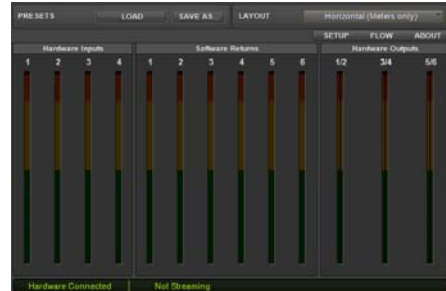 PRESETS LOAD SAVE AS... LAYOUT Horizontal (Meters only)
SETUP FLOW ABOUT
Hardware Inputs Software Returns Hardware Outputs
1 2 3 4 1 2 3 4 5 6 1/2 3/4 5/6
Hardware Connected Not Streaming